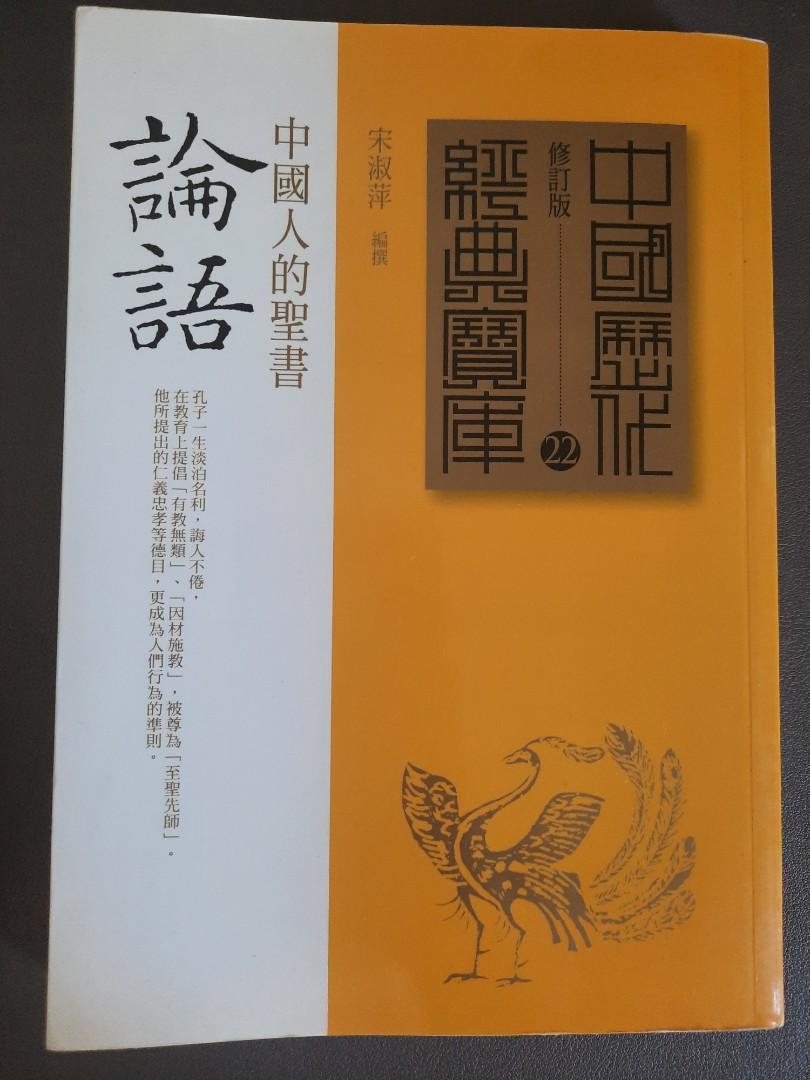 中國歷代
經典寶庫
修訂版
22
宋淑萍 編撰
中國人的聖書
論語
孔子一生淡泊名利，誨人不倦，
在教育上提倡「有教無類」、「因材施教」，被尊為「至聖先師」。
他所提出的仁義忠孝等德目，更成為人們行為的準則。